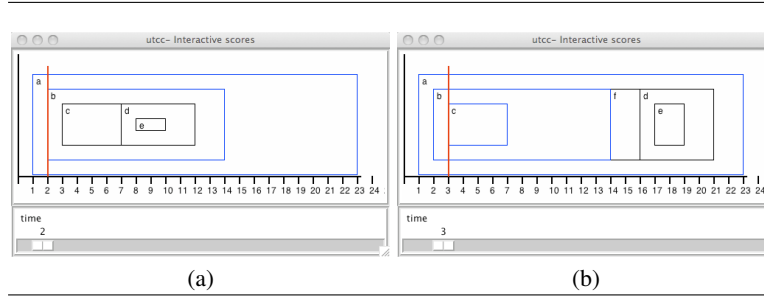 utcc- Interactive scores
a
b
c
d
e
1 2 3 4 5 6 7 8 9 10 11 12 13 14 15 16 17 18 19 20 21 22 23 24
time
2
(a)
utcc- Interactive scores
a
b
f
d
c
e
1 2 3 4 5 6 7 8 9 10 11 12 13 14 15 16 17 18 19 20 21 22 23 24
time
3
(b)